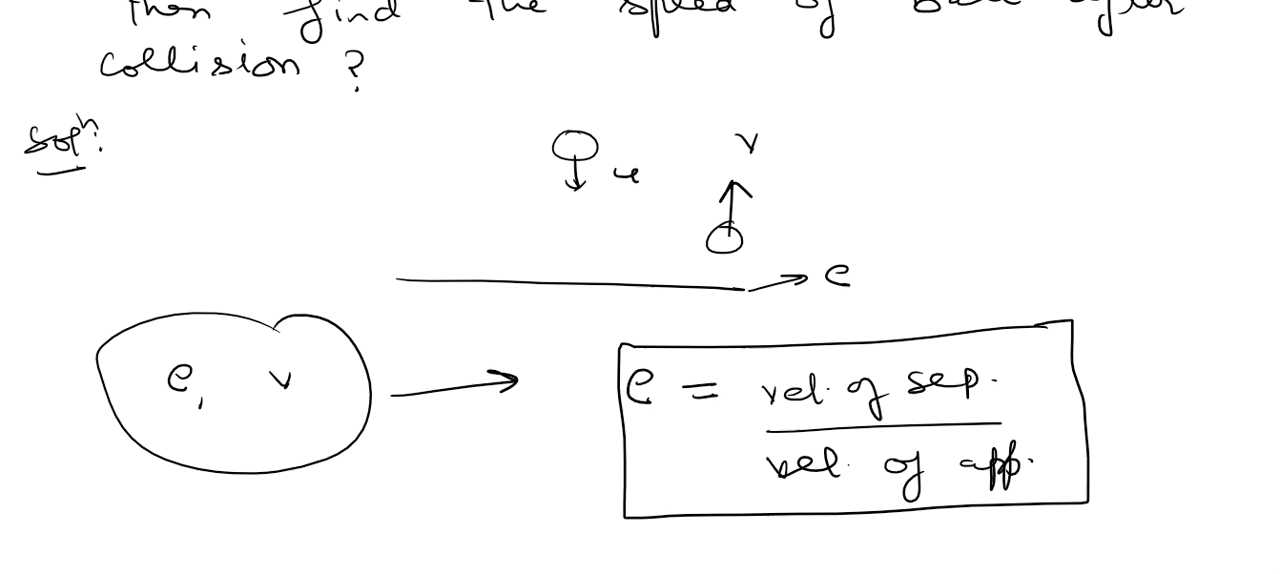 Then find the speed of ball after
collision ?
Solⁿ:
u
v
e
e, v
e = vel. of sep.
vel. of app.